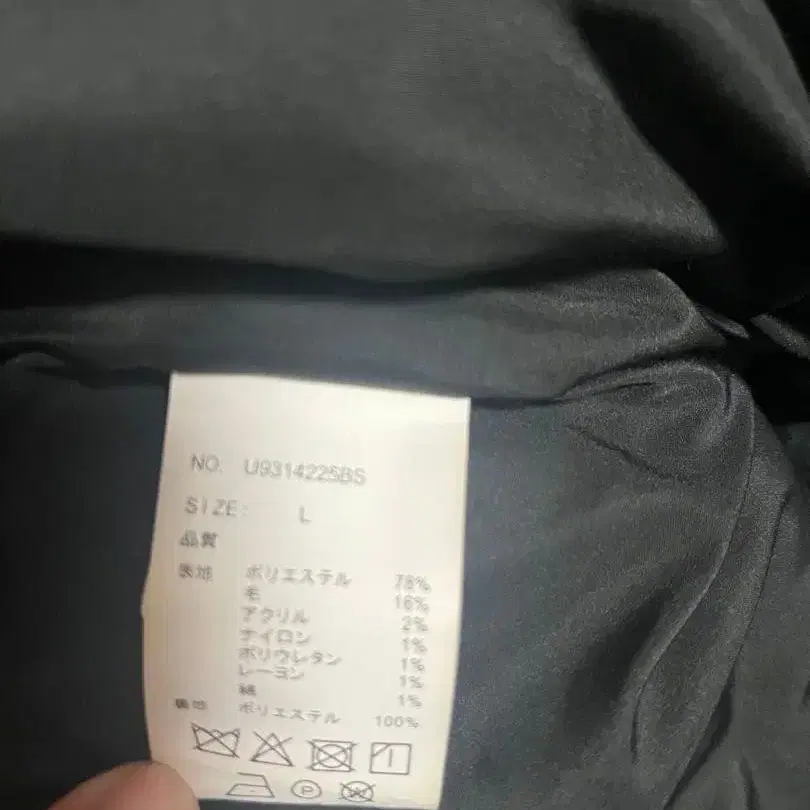 NO. U9314225BS
SIZE: L
品質
表地 ポリエステル 78%
毛 16%
アクリル 2%
ナイロン 1%
ポリウレタン 1%
レーヨン 1%
綿 1%
裏地 ポリエステル 100%
P